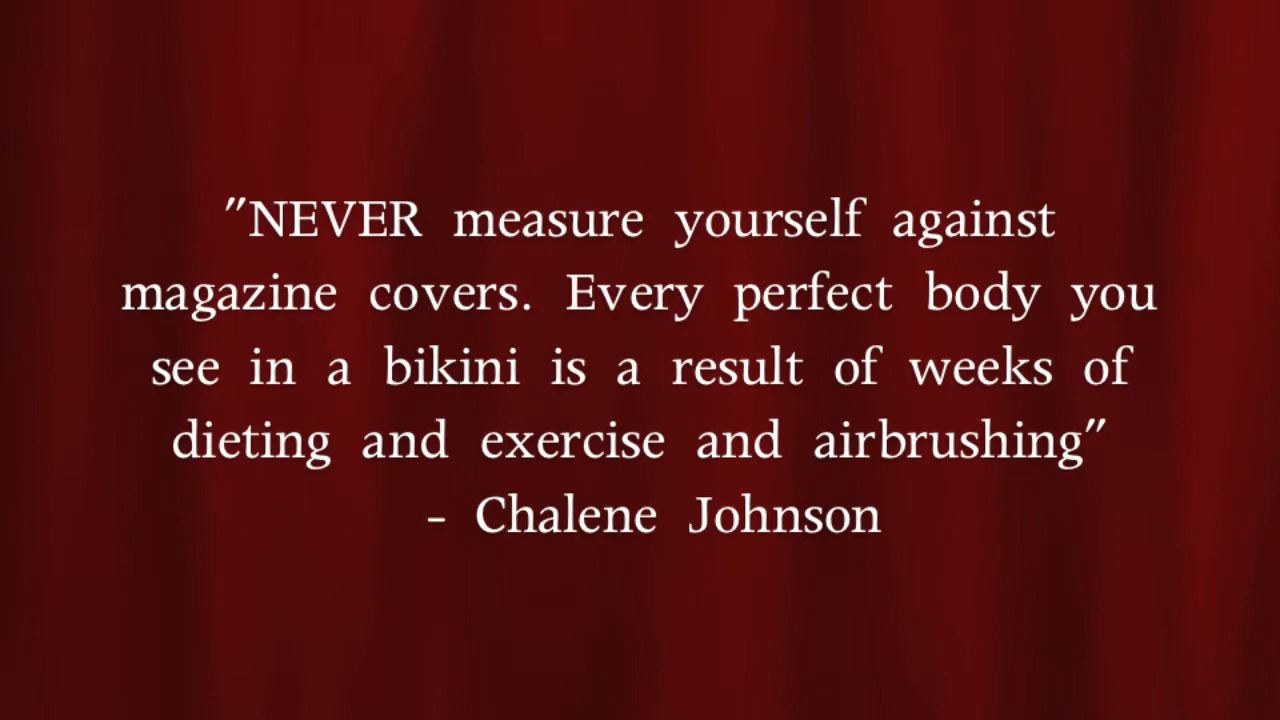 "NEVER measure yourself against
magazine covers. Every perfect body you
see in a bikini is a result of weeks of
dieting and exercise and airbrushing"
- Chalene Johnson